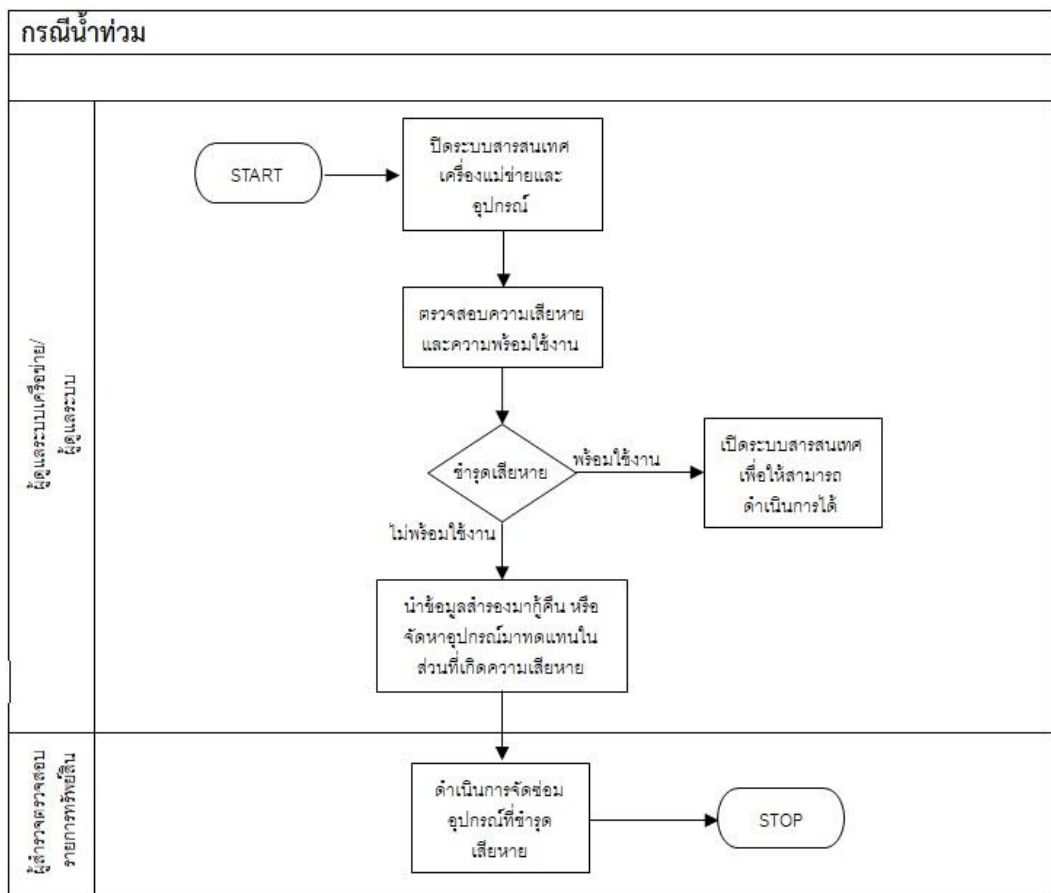 กรณีน้ำท่วม
ผู้ดูแลระบบเครือข่าย/
ผู้ดูแลระบบ
START
ปิดระบบสารสนเทศ
เครื่องแม่ข่ายและ
อุปกรณ์
ตรวจสอบความเสียหาย
และความพร้อมใช้งาน
ชำรุดเสียหาย
พร้อมใช้งาน
เปิดระบบสารสนเทศ
เพื่อให้สามารถ
ดำเนินการได้
ไม่พร้อมใช้งาน
นำข้อมูลสำรองมากู้คืน หรือ
จัดหาอุปกรณ์มาทดแทนใน
ส่วนที่เกิดความเสียหาย
ผู้สำรวจตรวจสอบ
รายการทรัพย์สิน
ดำเนินการจัดซ่อม
อุปกรณ์ที่ชำรุด
เสียหาย
STOP